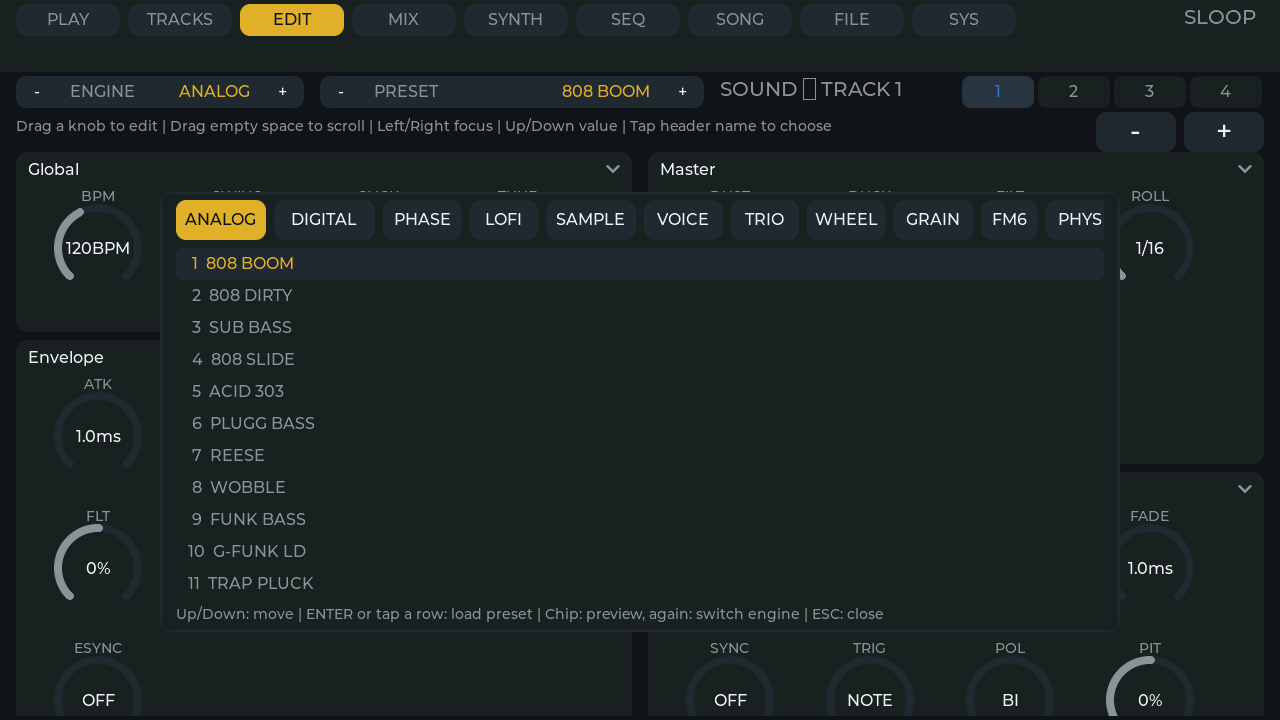 PLAY TRACKS EDIT MIX SYNTH SEQ SONG FILE SYS SLOOP
- ENGINE ANALOG + - PRESET 808 BOOM + SOUND TRACK 1 1 2 3 4
Drag a knob to edit | Drag empty space to scroll | Left/Right focus | Up/Down value | Tap header name to choose
- +
Global Master
BPM ROLL
120BPM 1/16
ANALOG DIGITAL PHASE LOFI SAMPLE VOICE TRIO WHEEL GRAIN FM6 PHYS
1 808 BOOM
2 808 DIRTY
3 SUB BASS
4 808 SLIDE
5 ACID 303
6 PLUGG BASS
7 REESE
8 WOBBLE
9 FUNK BASS
10 G-FUNK LD
11 TRAP PLUCK
Up/Down: move | ENTER or tap a row: load preset | Chip: preview, again: switch engine | ESC: close
Envelope
ATK
1.0ms
FLT FADE
0% 1.0ms
ESYNC SYNC TRIG POL PIT
OFF OFF NOTE BI 0%